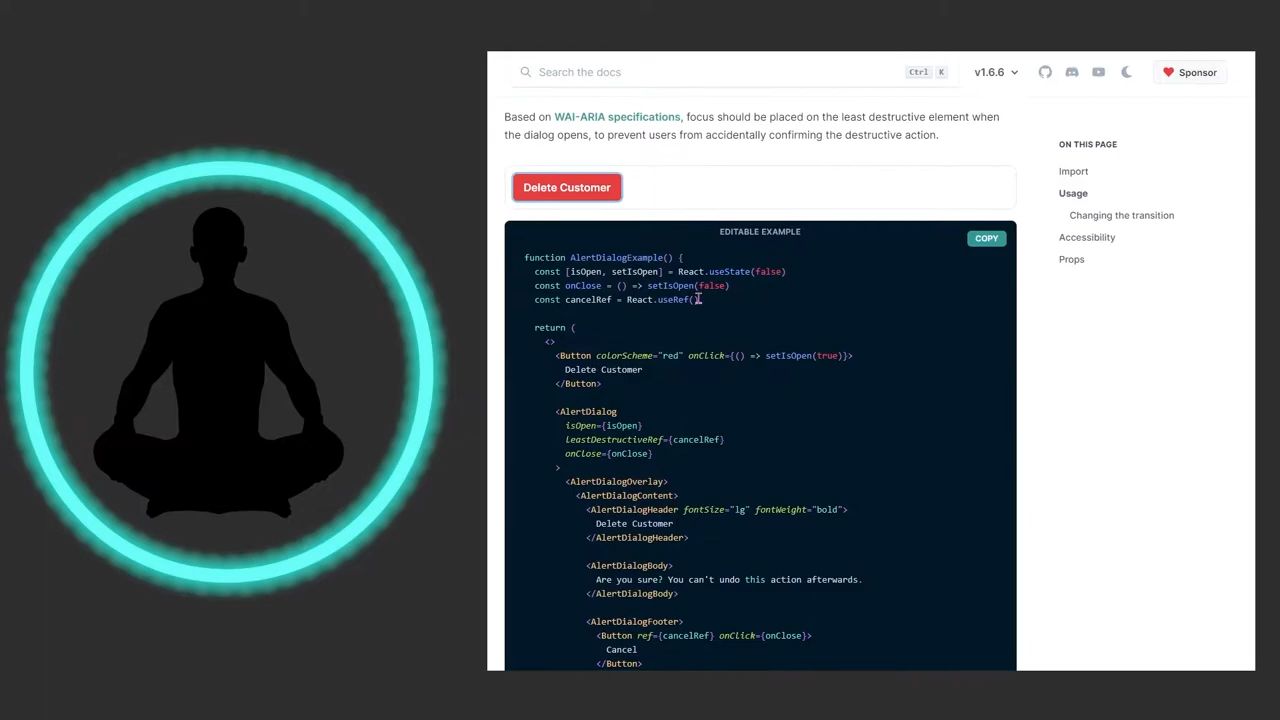 Search the docs
Ctrl K
v1.6.6
Sponsor
Based on WAI-ARIA specifications, focus should be placed on the least destructive element when
the dialog opens, to prevent users from accidentally confirming the destructive action.
Delete Customer
EDITABLE EXAMPLE
COPY
function AlertDialogExample() {
const [isOpen, setIsOpen] = React.useState(false)
const onClose = () => setIsOpen(false)
const cancelRef = React.useRef()
return (
<>
<Button colorScheme="red" onClick={() => setIsOpen(true)}>
Delete Customer
</Button>
<AlertDialog
isOpen={isOpen}
leastDestructiveRef={cancelRef}
onClose={onClose}
>
<AlertDialogOverlay>
<AlertDialogContent>
<AlertDialogHeader fontSize="lg" fontWeight="bold">
Delete Customer
</AlertDialogHeader>
<AlertDialogBody>
Are you sure? You can't undo this action afterwards.
</AlertDialogBody>
<AlertDialogFooter>
<Button ref={cancelRef} onClick={onClose}>
Cancel
</Button>
ON THIS PAGE
Import
Usage
Changing the transition
Accessibility
Props